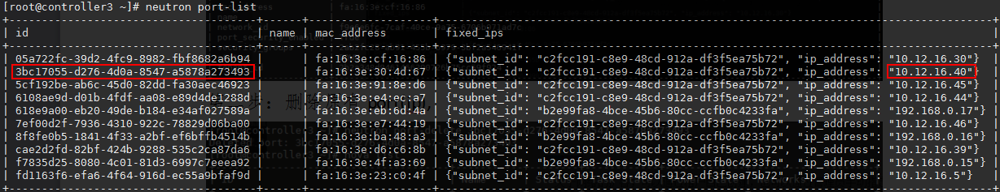 [root@controller3 ~]# neutron port-list
+--------------------------------------+------+-------------------+-------------------------------------------------------------------------------------+
| id | name | mac_address | fixed_ips |
| 05a722fc-39d2-4fc9-8982-fbf8682a6b94 | | fa:16:3e:cf:16:86 | {"subnet_id": "c2fcc191-c8e9-48cd-912a-df3f5ea75b72", "ip_address": "10.12.16.30"} |
| 3bc17055-d276-4d0a-8547-a5878a273493 | | fa:16:3e:30:4d:67 | {"subnet_id": "c2fcc191-c8e9-48cd-912a-df3f5ea75b72", "ip_address": "10.12.16.40"} |
| 5cf192be-ab6c-45d0-82dd-fa30aec46923 | | fa:16:3e:91:8e:d6 | {"subnet_id": "c2fcc191-c8e9-48cd-912a-df3f5ea75b72", "ip_address": "10.12.16.45"} |
| 6108ae9d-d01b-4fdf-aa08-e89d4de1288d | | fa:16:3e:e4:cc:a7 | {"subnet_id": "c2fcc191-c8e9-48cd-912a-df3f5ea75b72", "ip_address": "10.12.16.44"} |
| 618e9a00-eb20-49de-b184-e34af027589a | | | {"subnet_id": "b2e99fa8-4bce-45b6-80cc-ccfb0c4233fa", "ip_address": "192.168.0.17"} |
| 7ef00d2f-7936-4310-922c-78829d06ba00 | | fa:16:3e:e7:44:19 | {"subnet_id": "c2fcc191-c8e9-48cd-912a-df3f5ea75b72", "ip_address": "10.12.16.46"} |
| 8f8fe0b5-1841-4f33-a2bf-ef6bffb4514b | | fa:16:3e:ba:48:a3 | {"subnet_id": "b2e99fa8-4bce-45b6-80cc-ccfb0c4233fa", "ip_address": "192.168.0.16"} |
| cae2d2fd-82bf-424b-9288-535c2ca07da6 | | fa:16:3e:d6:c6:8b | {"subnet_id": "c2fcc191-c8e9-48cd-912a-df3f5ea75b72", "ip_address": "10.12.16.39"} |
| f7835d25-8080-4c01-81d3-6997c7eeea92 | | fa:16:3e:4f:a3:69 | {"subnet_id": "b2e99fa8-4bce-45b6-80cc-ccfb0c4233fa", "ip_address": "192.168.0.15"} |
| fd1163f6-efa6-4f64-916d-ec55a9bfaf9d | | fa:16:3e:23:c0:4f | {"subnet_id": "c2fcc191-c8e9-48cd-912a-df3f5ea75b72", "ip_address": "10.12.16.5"} |